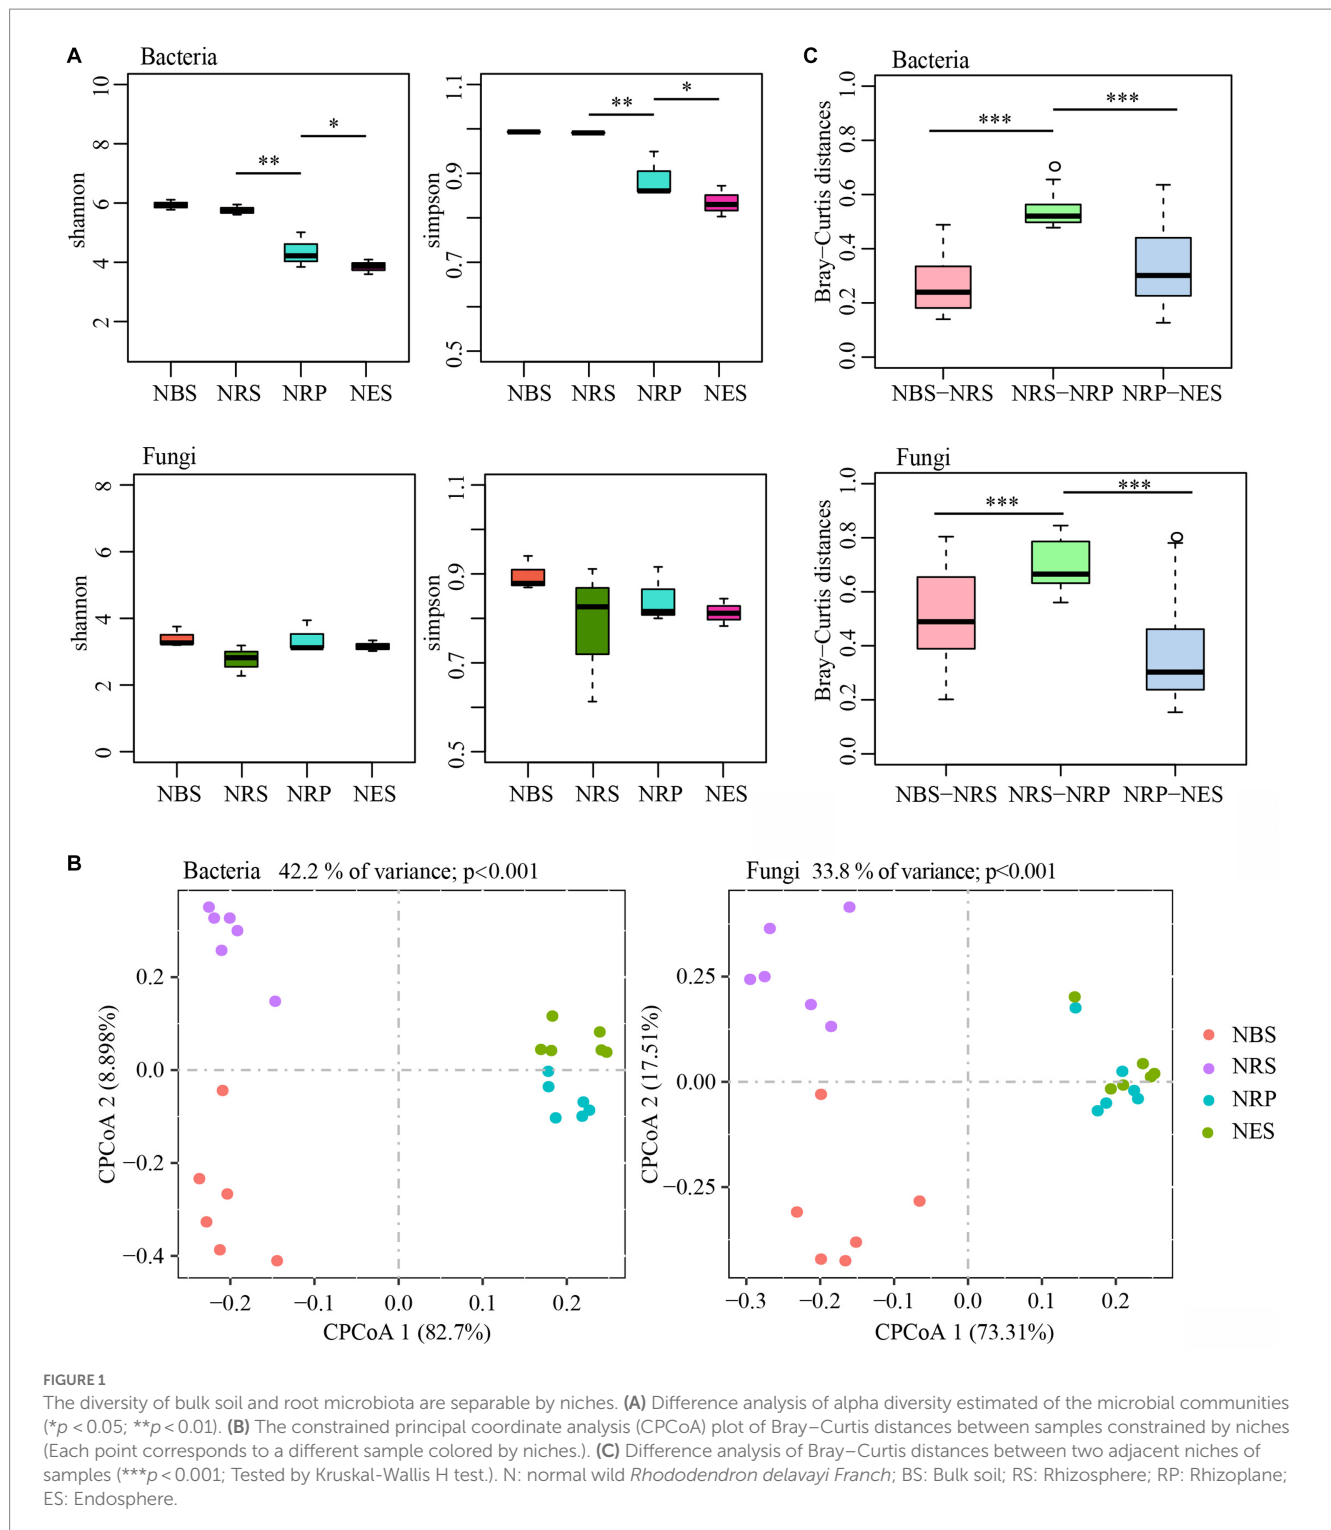 A
Bacteria
shannon
10
8
6
4
2
**
*
NBS NRS NRP NES
simpson
1.1
0.9
0.7
0.5
**
*
NBS NRS NRP NES
Fungi
shannon
8
6
4
2
0
NBS NRS NRP NES
simpson
1.1
0.9
0.7
0.5
NBS NRS NRP NES
C
Bacteria
Bray−Curtis distances
1.0
0.8
0.6
0.4
0.2
0.0
***
***
NBS−NRS NRS−NRP NRP−NES
Fungi
Bray−Curtis distances
1.0
0.8
0.6
0.4
0.2
0.0
***
***
NBS−NRS NRS−NRP NRP−NES
B
Bacteria 42.2 % of variance; p<0.001
CPCoA 2 (8.898%)
0.2
0.0
−0.2
−0.4
−0.2 −0.1 0.0 0.1 0.2
CPCoA 1 (82.7%)
Fungi 33.8 % of variance; p<0.001
CPCoA 2 (17.51%)
0.25
0.00
−0.25
−0.3 −0.2 −0.1 0.0 0.1 0.2
CPCoA 1 (73.31%)
NBS
NRS
NRP
NES
FIGURE 1
The diversity of bulk soil and root microbiota are separable by niches. (A) Difference analysis of alpha diversity estimated of the microbial communities
(*p < 0.05; **p < 0.01). (B) The constrained principal coordinate analysis (CPCoA) plot of Bray–Curtis distances between samples constrained by niches
(Each point corresponds to a different sample colored by niches.). (C) Difference analysis of Bray–Curtis distances between two adjacent niches of
samples (***p < 0.001; Tested by Kruskal-Wallis H test.). N: normal wild Rhododendron delavayi Franch; BS: Bulk soil; RS: Rhizosphere; RP: Rhizoplane;
ES: Endosphere.